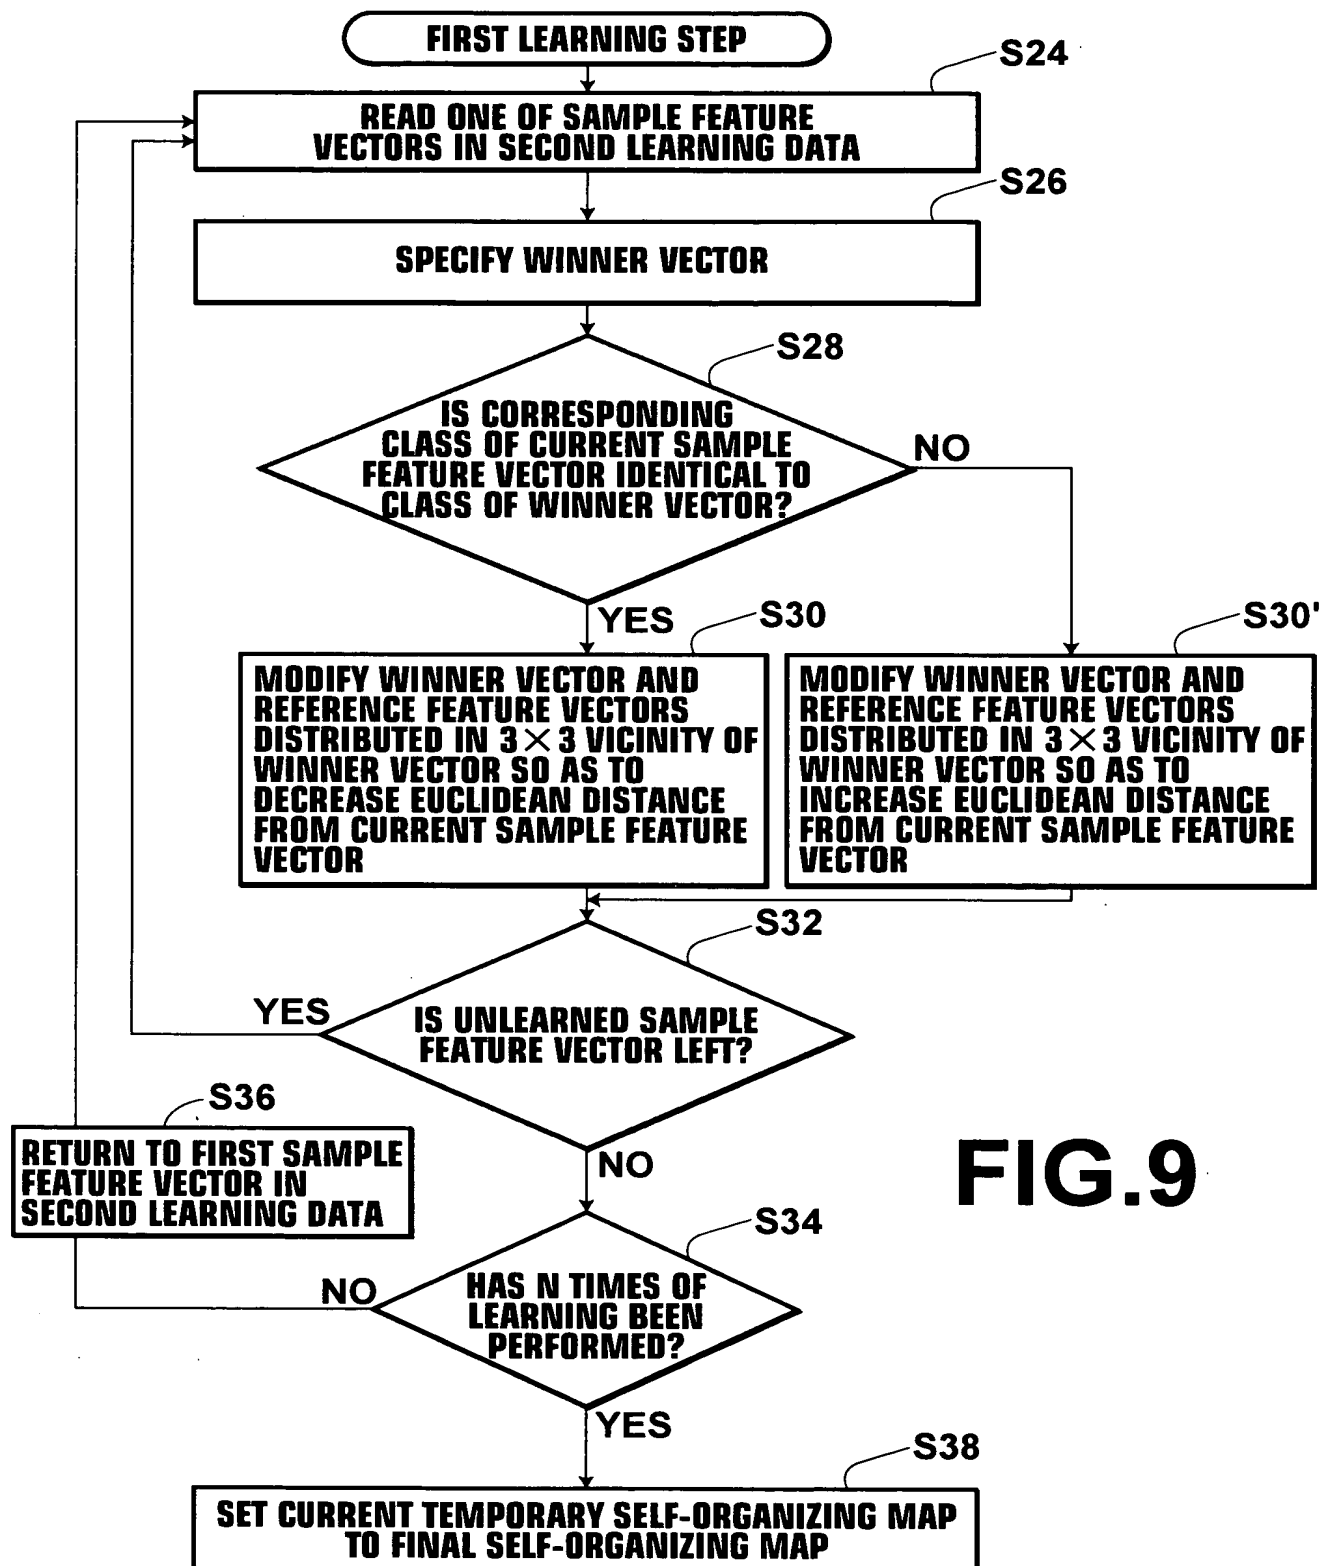 FIRST LEARNING STEP
S24
READ ONE OF SAMPLE FEATURE
VECTORS IN SECOND LEARNING DATA
S26
SPECIFY WINNER VECTOR
S28
IS CORRESPONDING
CLASS OF CURRENT SAMPLE
FEATURE VECTOR IDENTICAL TO
CLASS OF WINNER VECTOR?
NO
YES
S30
MODIFY WINNER VECTOR AND
REFERENCE FEATURE VECTORS
DISTRIBUTED IN 3×3 VICINITY OF
WINNER VECTOR SO AS TO
DECREASE EUCLIDEAN DISTANCE
FROM CURRENT SAMPLE FEATURE
VECTOR
S30'
MODIFY WINNER VECTOR AND
REFERENCE FEATURE VECTORS
DISTRIBUTED IN 3×3 VICINITY OF
WINNER VECTOR SO AS TO
INCREASE EUCLIDEAN DISTANCE
FROM CURRENT SAMPLE FEATURE
VECTOR
S32
YES
IS UNLEARNED SAMPLE
FEATURE VECTOR LEFT?
S36
RETURN TO FIRST SAMPLE
FEATURE VECTOR IN
SECOND LEARNING DATA
NO
FIG.9
S34
NO
HAS N TIMES OF
LEARNING BEEN
PERFORMED?
YES
S38
SET CURRENT TEMPORARY SELF-ORGANIZING MAP
TO FINAL SELF-ORGANIZING MAP